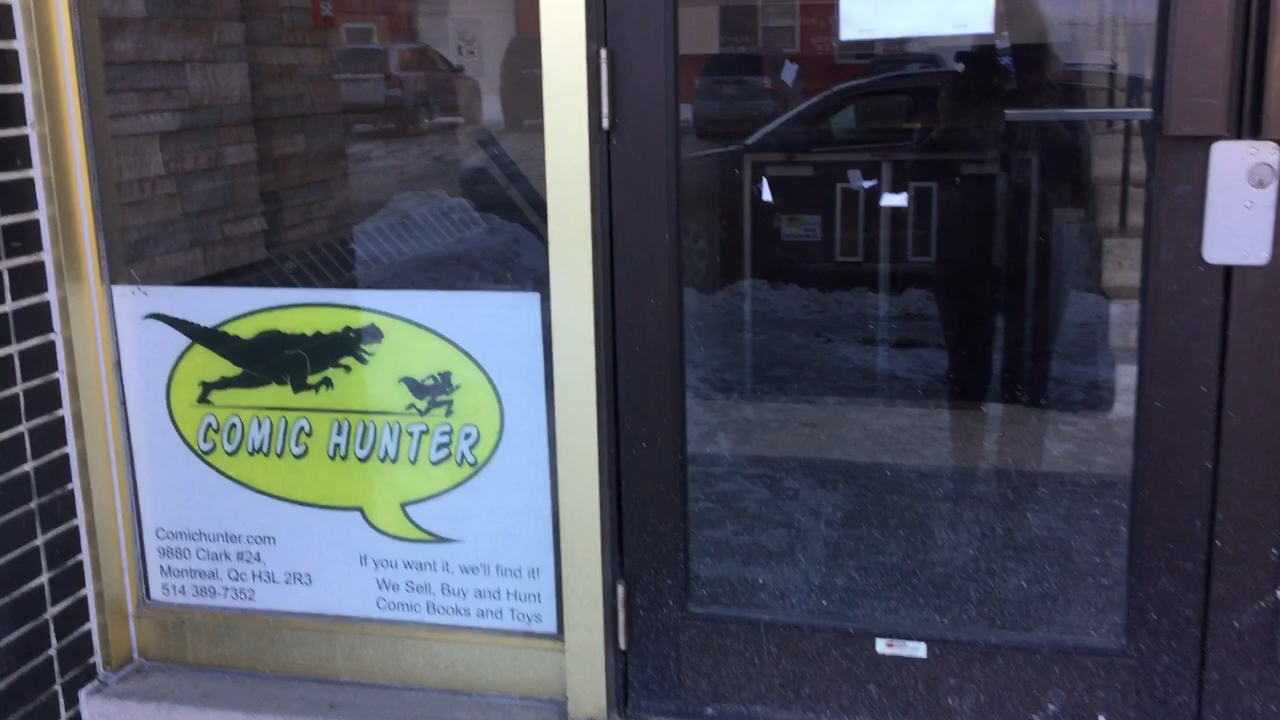 COMIC HUNTER
Comichunter.com
9880 Clark #24,
Montreal, Qc H3L 2R3
514 389-7352
If you want it, we'll find it!
We Sell, Buy and Hunt
Comic Books and Toys